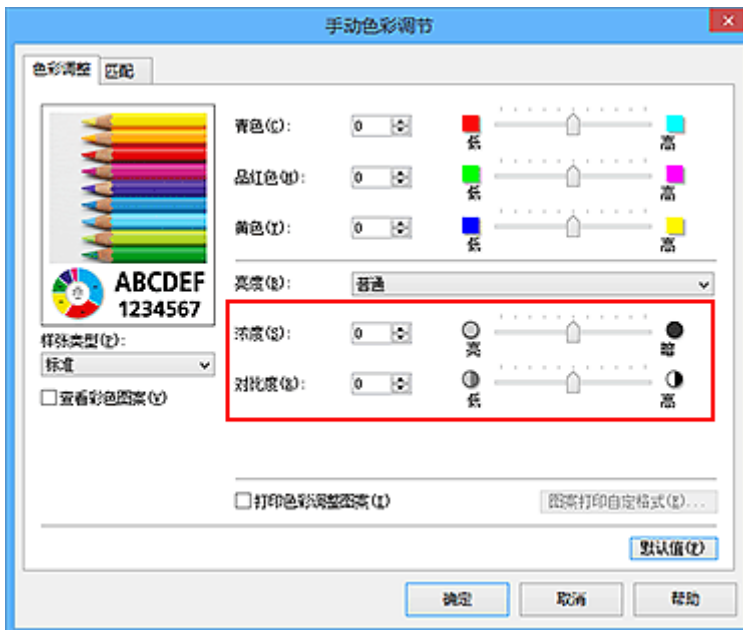 手动色彩调节
色彩调整 匹配
青色(C): 0 低 高
品红色(M): 0 低 高
黄色(Y): 0 低 高
ABCDEF
1234567
亮度(B): 普通
样张类型(P):
标准
浓度(S): 0 亮 暗
查看彩色图案(V)
对比度(R): 0 低 高
打印色彩调整图案(I) 图案打印自定格式(E)...
默认值(F)
确定 取消 帮助